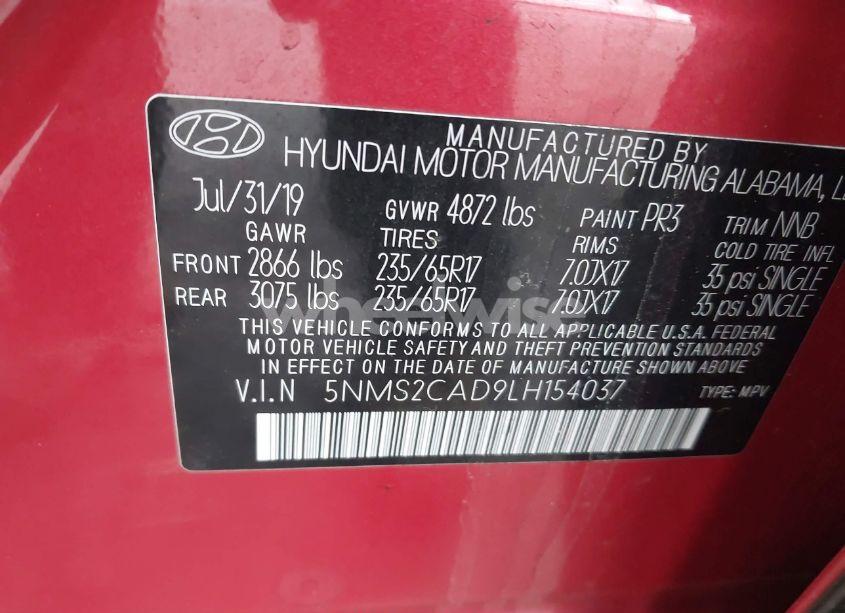 MANUFACTURED BY
HYUNDAI MOTOR MANUFACTURING ALABAMA,
Jul/31/19 GVWR 4872 lbs PAINT PR3 TRIM NNB
GAWR TIRES RIMS COLD TIRE INFL
FRONT 2866 lbs 235/65R17 7.0JX17 35 psi SINGLE
REAR 3075 lbs 235/65R17 7.0JX17 35 psi SINGLE
wheelwise
THIS VEHICLE CONFORMS TO ALL APPLICABLE U.S.A. FEDERAL
MOTOR VEHICLE SAFETY AND THEFT PREVENTION STANDARDS
IN EFFECT ON THE DATE OF MANUFACTURE SHOWN ABOVE
V.I.N 5NMS2CAD9LH154037 TYPE: MPV